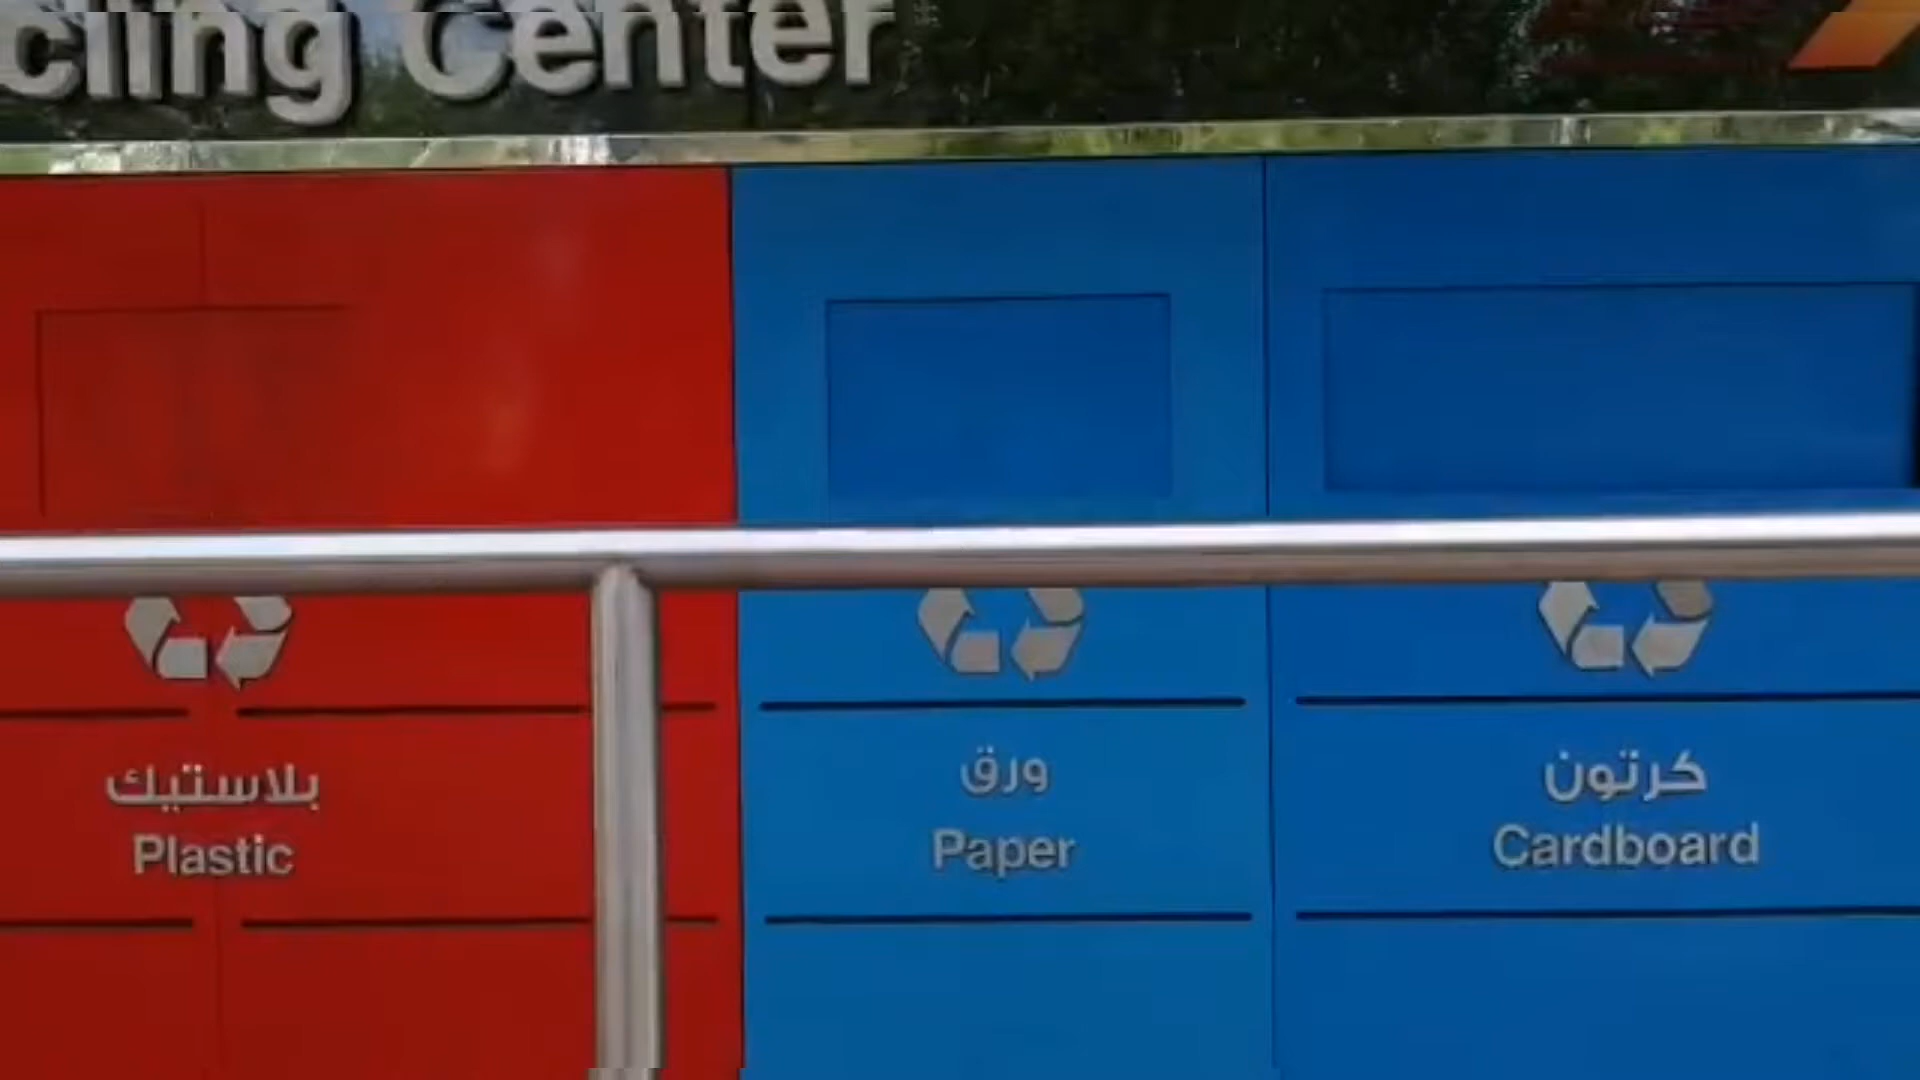 cling Center
بلاستيك
Plastic
ورق
Paper
كرتون
Cardboard